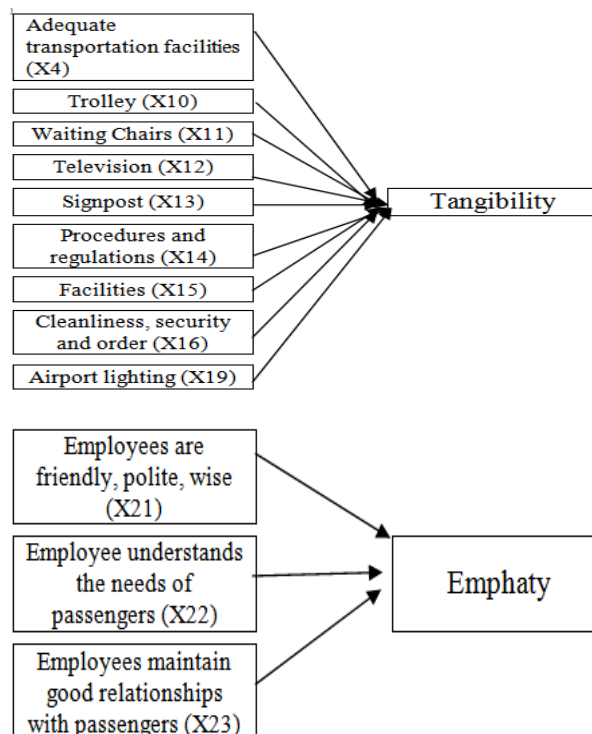 Adequate
transportation facilities
(X4)
Trolley (X10)
Waiting Chairs (X11)
Television (X12)
Signpost (X13)
Procedures and
regulations (X14)
Facilities (X15)
Cleanliness, security
and order (X16)
Airport lighting (X19)
Tangibility
Employees are
friendly, polite, wise
(X21)
Employee understands
the needs of
passengers (X22)
Employees maintain
good relationships
with passengers (X23)
Emphaty